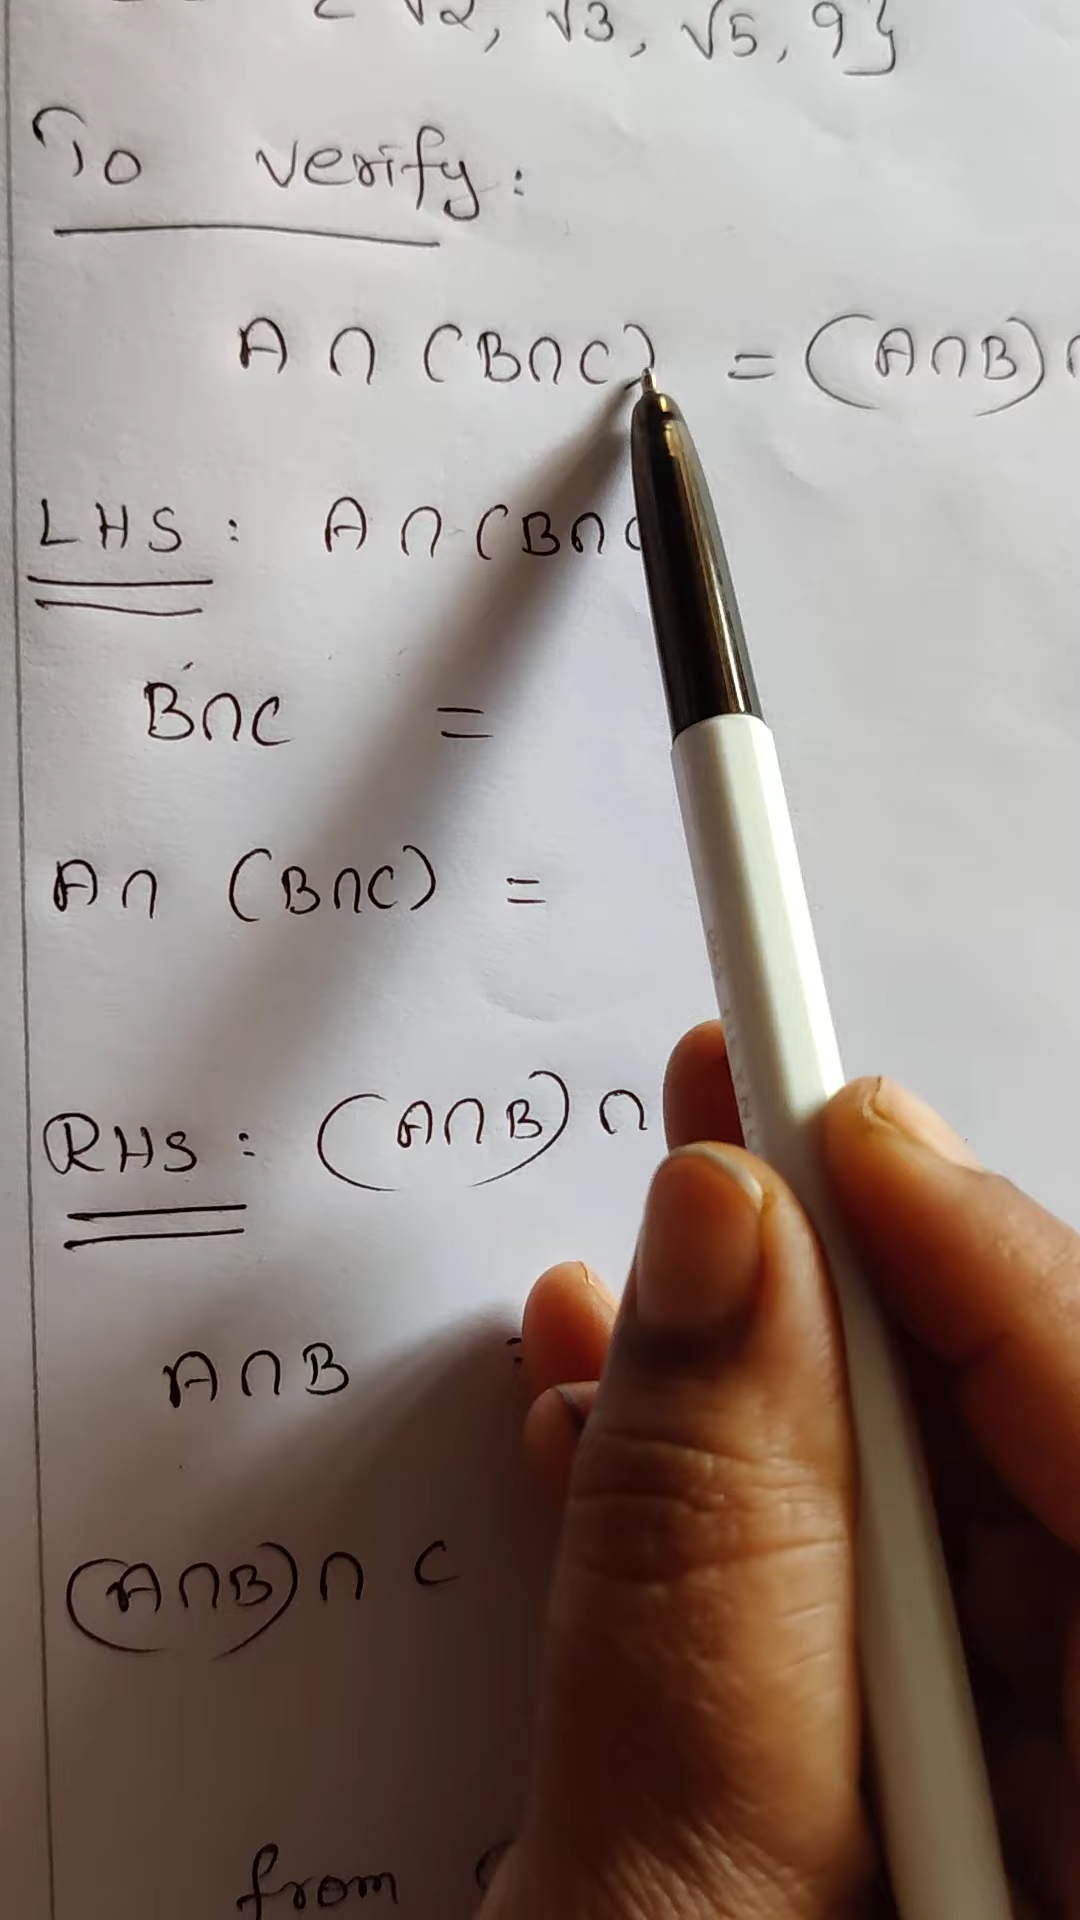 √2, √3, √5, 9}
To verify:
A ∩ (B∩C) = (A∩B) ∩
LHS: A ∩ (B∩C
B∩C =
A∩ (B∩C) =
RHS: (A∩B) ∩
A∩B =
(A∩B) ∩ C
from